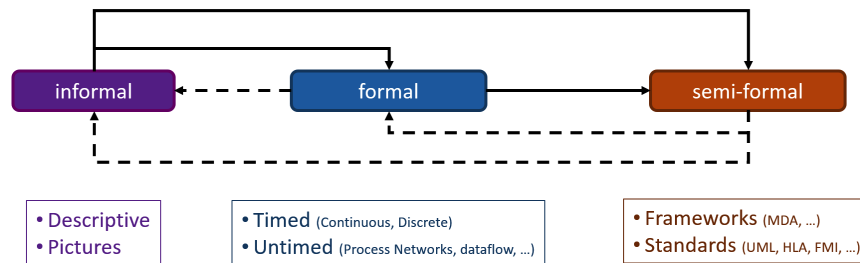 informal
formal
semi-formal
• Descriptive
• Pictures
• Timed (Continuous, Discrete)
• Untimed (Process Networks, dataflow, …)
• Frameworks (MDA, …)
• Standards (UML, HLA, FMI, …)